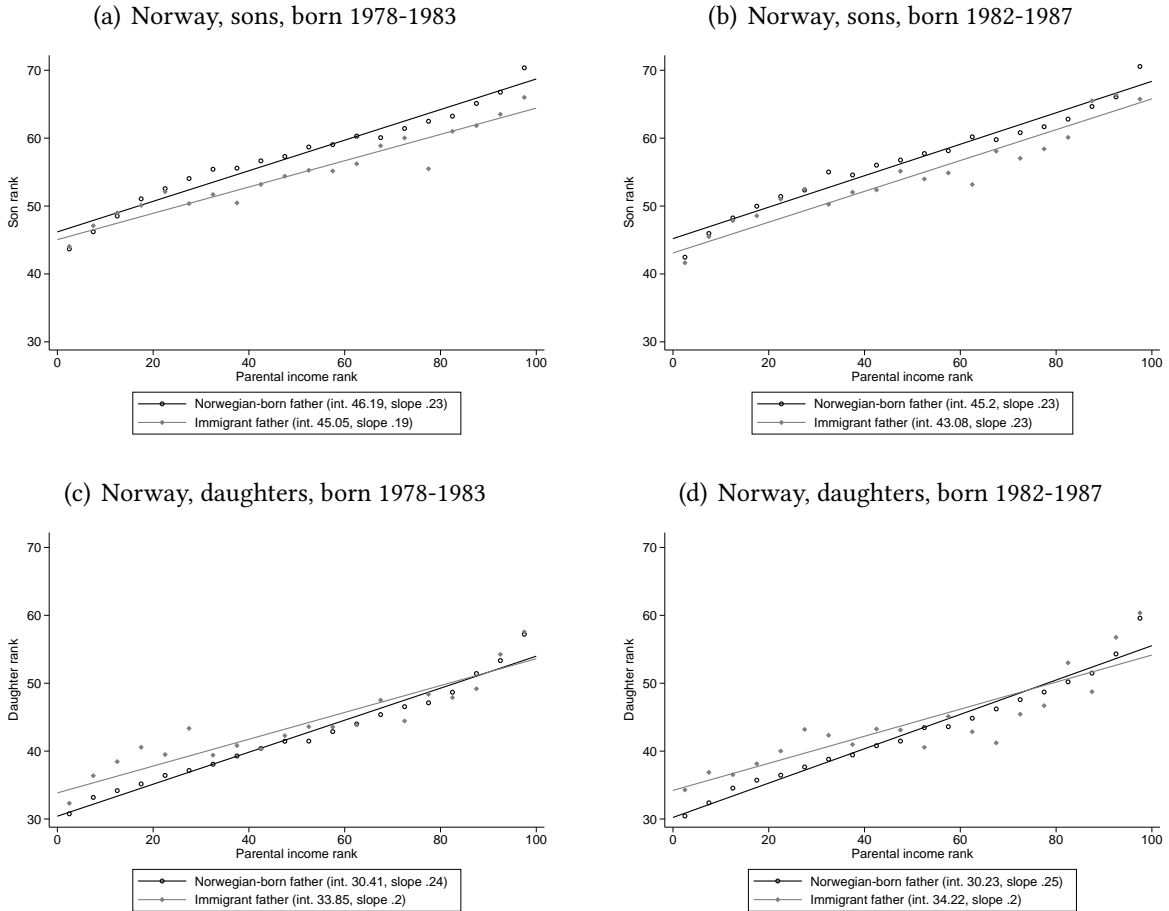 (a) Norway, sons, born 1978-1983
70
60
50
40
30
Son rank
0 20 40 60 80 100
Parental income rank
Norwegian-born father (int. 46.19, slope .23)
Immigrant father (int. 45.05, slope .19)
(b) Norway, sons, born 1982-1987
70
60
50
40
30
Son rank
0 20 40 60 80 100
Parental income rank
Norwegian-born father (int. 45.2, slope .23)
Immigrant father (int. 43.08, slope .23)
(c) Norway, daughters, born 1978-1983
70
60
50
40
30
Daughter rank
0 20 40 60 80 100
Parental income rank
Norwegian-born father (int. 30.41, slope .24)
Immigrant father (int. 33.85, slope .2)
(d) Norway, daughters, born 1982-1987
70
60
50
40
30
Daughter rank
0 20 40 60 80 100
Parental income rank
Norwegian-born father (int. 30.23, slope .25)
Immigrant father (int. 34.22, slope .2)